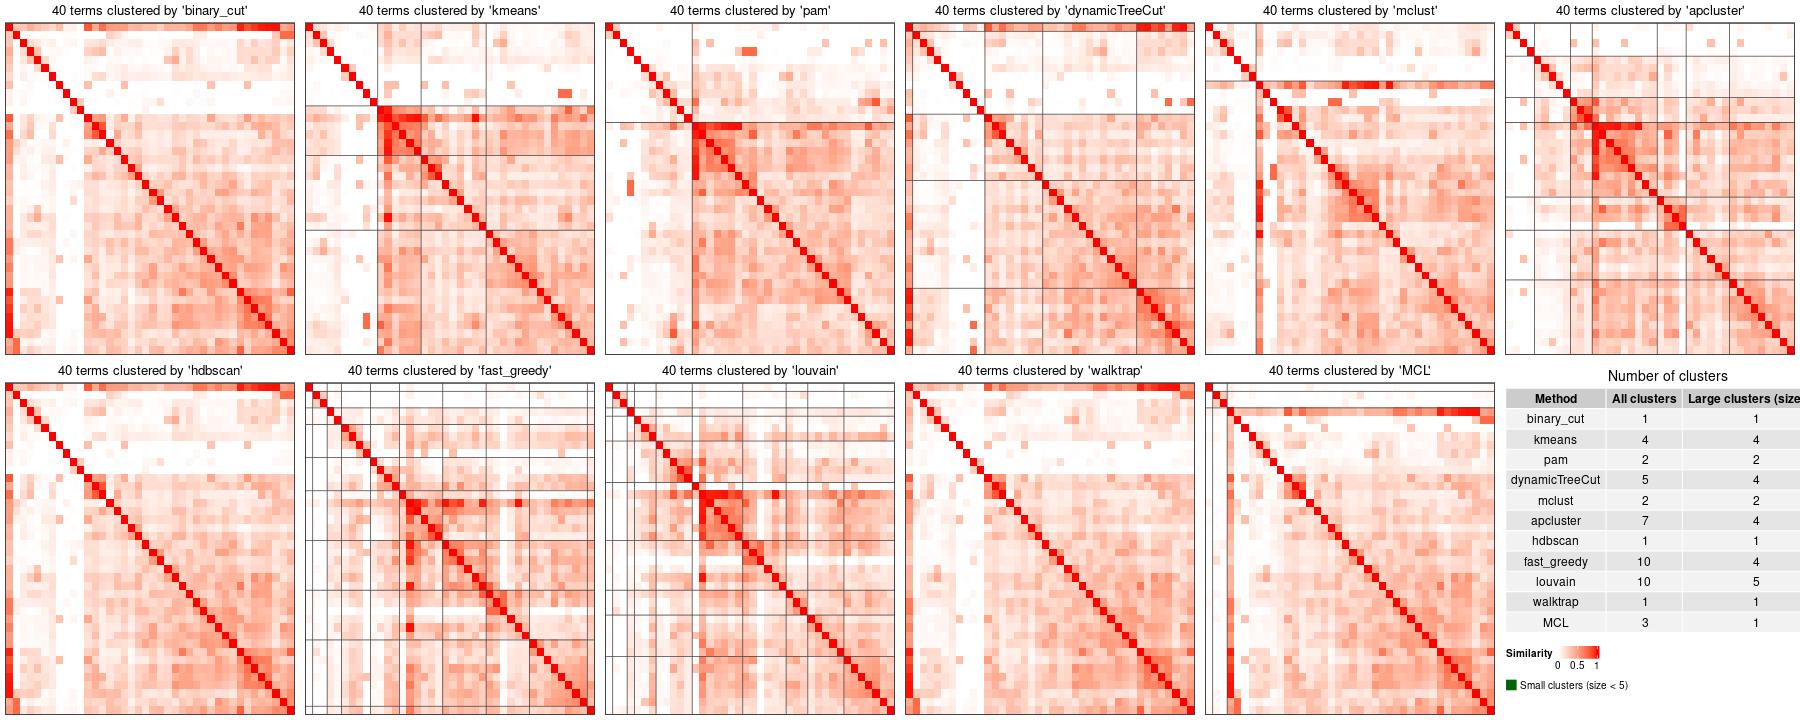 40 terms clustered by 'binary_cut'
40 terms clustered by 'kmeans'
40 terms clustered by 'pam'
40 terms clustered by 'dynamicTreeCut'
40 terms clustered by 'mclust'
40 terms clustered by 'apcluster'
40 terms clustered by 'hdbscan'
40 terms clustered by 'fast_greedy'
40 terms clustered by 'louvain'
40 terms clustered by 'walktrap'
40 terms clustered by 'MCL'
Number of clusters
Method All clusters Large clusters (size
binary_cut 1 1
kmeans 4 4
pam 2 2
dynamicTreeCut 5 4
mclust 2 2
apcluster 7 4
hdbscan 1 1
fast_greedy 10 4
louvain 10 5
walktrap 1 1
MCL 3 1
Similarity
0 0.5 1
Small clusters (size < 5)